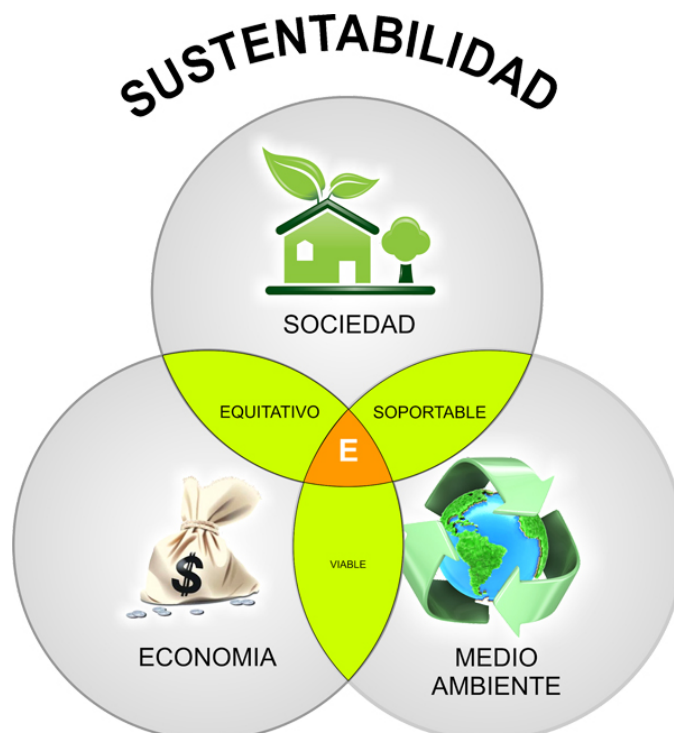 SUSTENTABILIDAD
SOCIEDAD
EQUITATIVO
SOPORTABLE
E
VIABLE
$
ECONOMIA
MEDIO
AMBIENTE